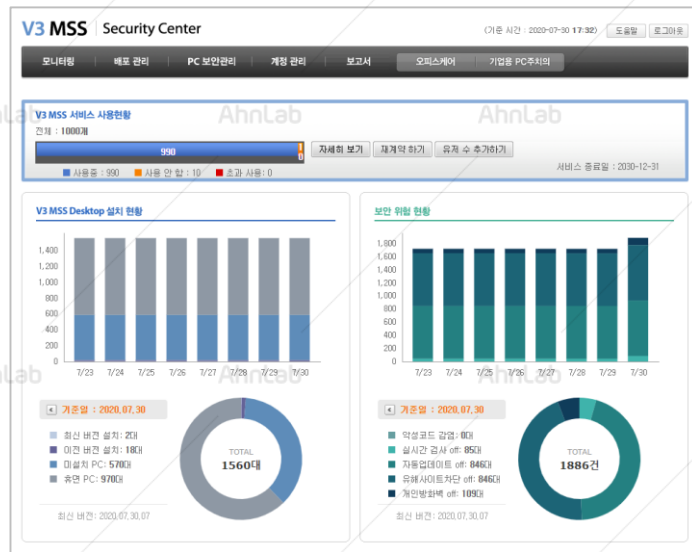 V3 MSS Security Center
(기준 시간 : 2020-07-30 17:32) 도움말 로그아웃
모니터링 배포 관리 PC 보안관리 계정 관리 보고서 오피스케어 기업용 PC주치의
V3 MSS 서비스 사용현황
전체 : 1000개
990
자세히 보기 재계약 하기 유저 수 추가하기
사용중 : 990 사용 안 함 : 10 초과 사용: 0
서비스 종료일 : 2030-12-31
V3 MSS Desktop 설치 현황
1,400
1,200
1,000
800
600
400
200
0
7/23 7/24 7/25 7/26 7/27 7/28 7/29 7/30
기준일 : 2020.07.30
최신 버전 설치: 2대
이전 버전 설치: 18대
미설치 PC: 570대
휴면 PC: 970대
TOTAL
1560대
최신 버전: 2020.07.30.07
보안 위험 현황
1,800
1,600
1,400
1,200
1,000
800
600
400
200
0
7/23 7/24 7/25 7/26 7/27 7/28 7/29 7/30
기준일 : 2020.07.30
악성코드 감염: 0대
실시간 검사 off: 85대
자동업데이트 off: 846대
유해사이트차단 off: 846대
개인방화벽 off: 109대
TOTAL
1886건
최신 버전: 2020.07.30.07
AhnLab
AhnLab
AhnLab
AhnLab